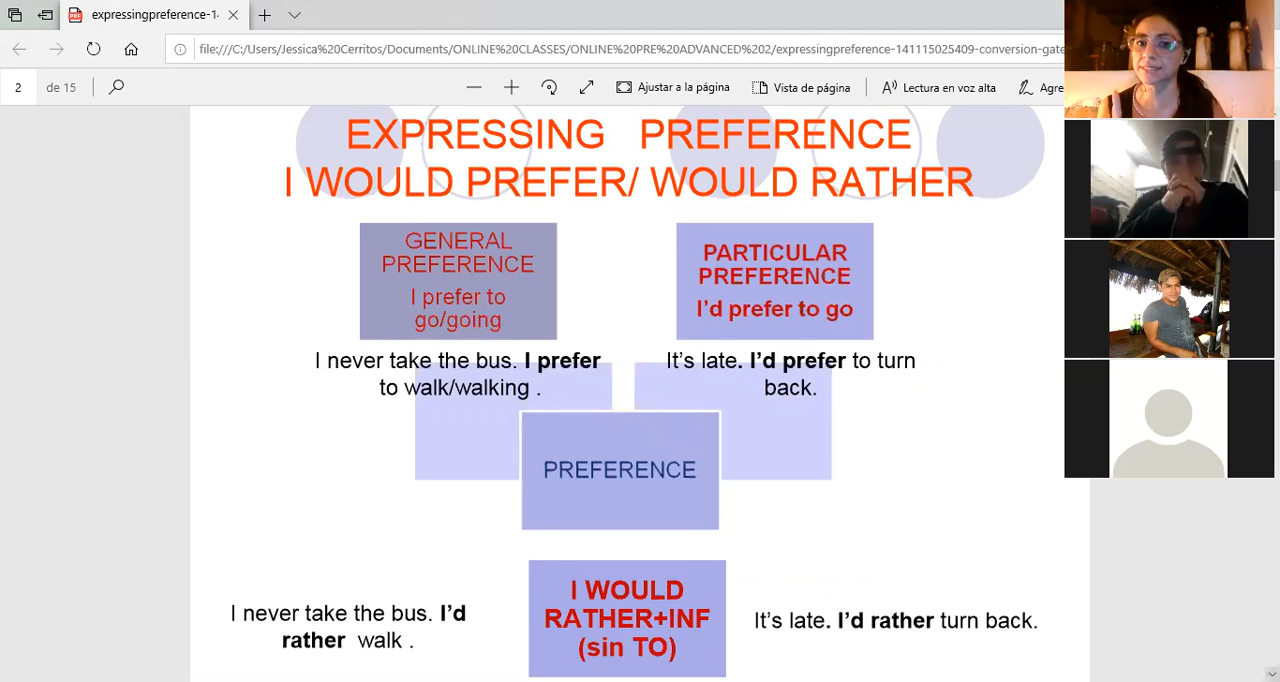 expressingpreference-1
file:///C:/Users/Jessica%20Cerritos/Documents/ONLINE%20CLASSES/ONLINE%20PRE%20ADVANCED%202/expressingpreference-141115025409-conversion-gate
2 de 15
Ajustar a la página
Vista de página
Lectura en voz alta
Agre
EXPRESSING PREFERENCE
I WOULD PREFER/ WOULD RATHER
GENERAL
PREFERENCE
I prefer to
go/going
PARTICULAR
PREFERENCE
I'd prefer to go
I never take the bus. I prefer
to walk/walking .
It's late. I'd prefer to turn
back.
PREFERENCE
I WOULD
RATHER+INF
(sin TO)
I never take the bus. I'd
rather walk .
It's late. I'd rather turn back.